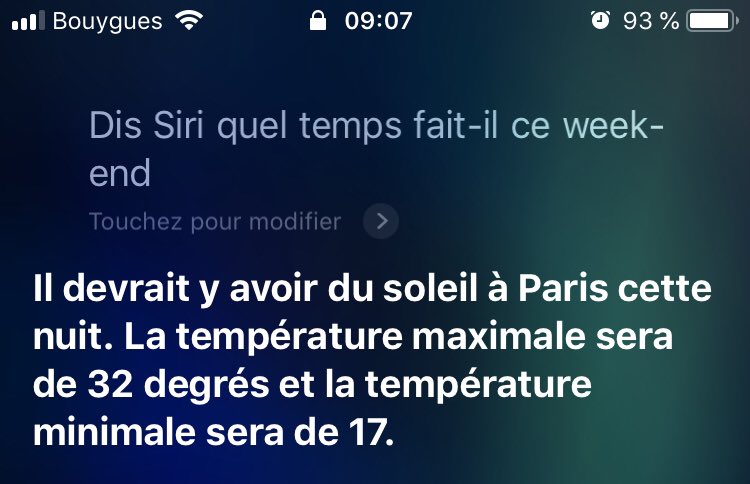 Bouygues 09:07 93 %
Dis Siri quel temps fait-il ce week-
end
Touchez pour modifier
Il devrait y avoir du soleil à Paris cette
nuit. La température maximale sera
de 32 degrés et la température
minimale sera de 17.